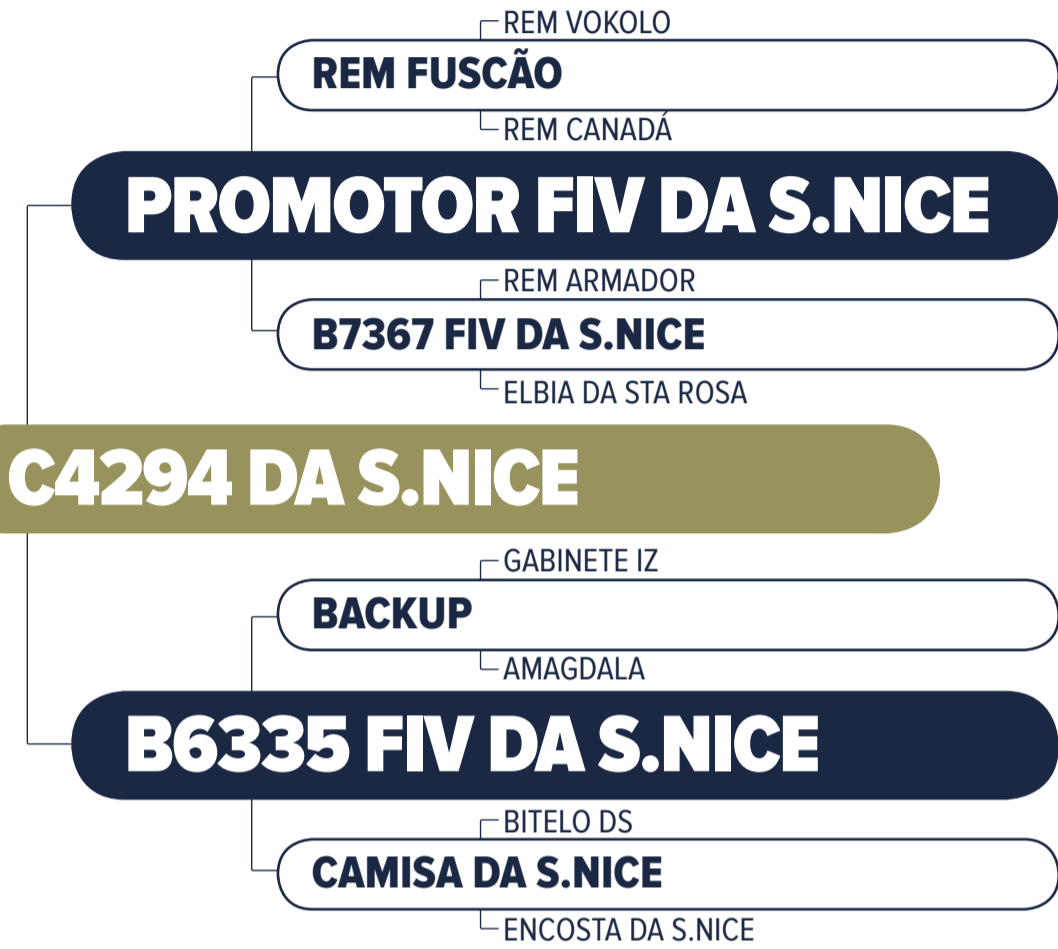 REM VOKOLO
REM FUSCÃO
REM CANADÁ
PROMOTOR FIV DA S.NICE
REM ARMADOR
B7367 FIV DA S.NICE
ELBIA DA STA ROSA
C4294 DA S.NICE
GABINETE IZ
BACKUP
AMAGDALA
B6335 FIV DA S.NICE
BITELO DS
CAMISA DA S.NICE
ENCOSTA DA S.NICE